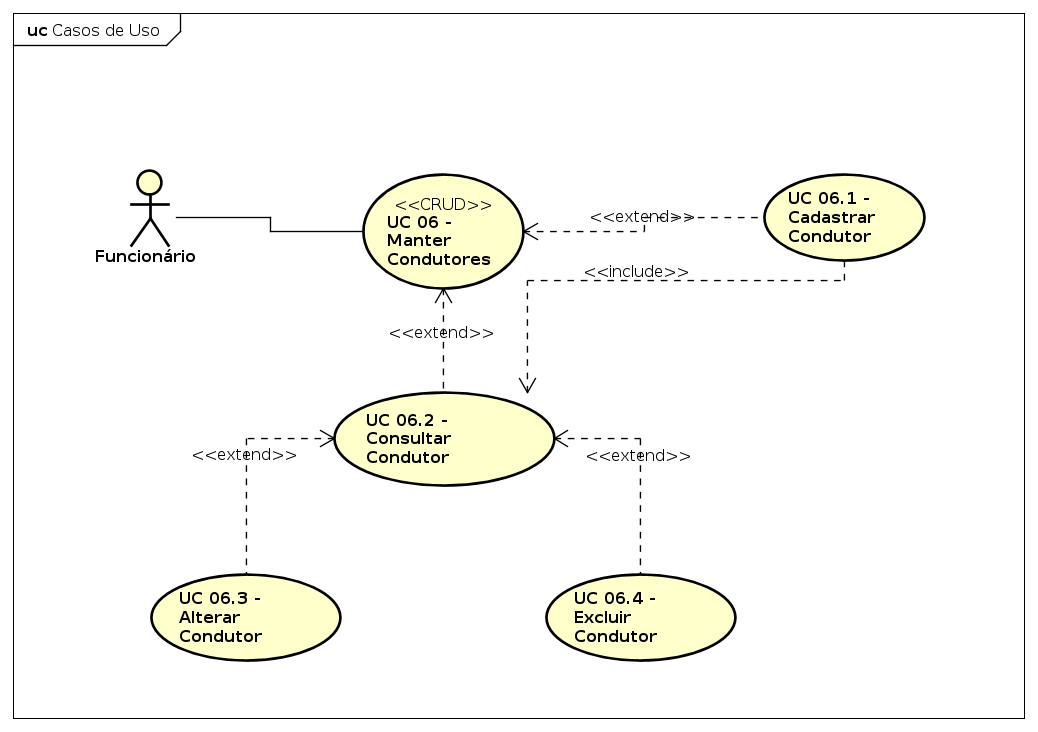 uc Casos de Uso
Funcionário
<<CRUD>>
UC 06 -
Manter
Condutores
<<extend>>
UC 06.1 -
Cadastrar
Condutor
<<include>>
<<extend>>
UC 06.2 -
Consultar
Condutor
<<extend>>
<<extend>>
UC 06.3 -
Alterar
Condutor
UC 06.4 -
Excluir
Condutor